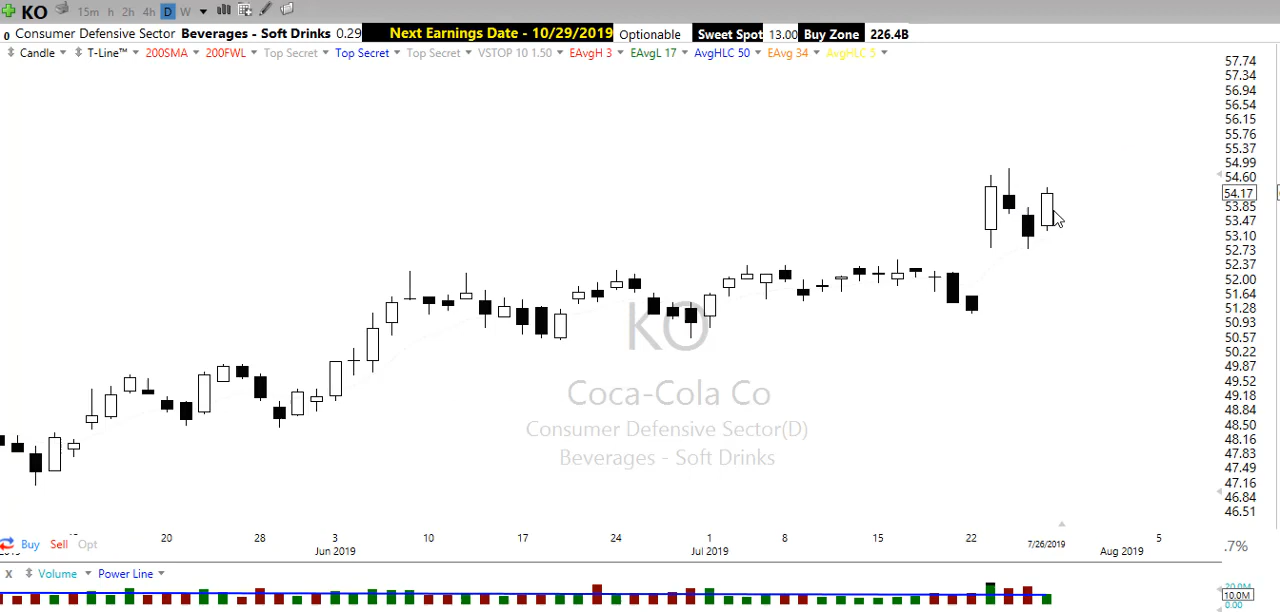 KO 15m h 2h 4h D W
0 Consumer Defensive Sector Beverages - Soft Drinks 0.29 Next Earnings Date - 10/29/2019 Optionable Sweet Spot 13.00 Buy Zone 226.4B
Candle T-Line™ 200SMA 200FWL Top Secret Top Secret Top Secret VSTOP 10 1.50 EAvgH 3 EAvgL 17 AvgHLC 50 EAvg 34 AvgHLC 5
57.74
57.34
56.94
56.54
56.15
55.76
55.37
54.99
54.60
54.17
53.85
53.47
53.10
52.73
52.37
52.00
51.64
51.28
50.93
50.57
50.22
49.87
49.52
49.18
48.84
48.50
48.16
47.83
47.49
47.16
46.84
46.51
KO
Coca-Cola Co
Consumer Defensive Sector(D)
Beverages - Soft Drinks
20 28 3 10 17 24 1 8 15 22 5
Jun 2019 Jul 2019 7/26/2019 Aug 2019
Buy Sell Opt
.7%
X Volume Power Line
20.0M
10.0M
0.00